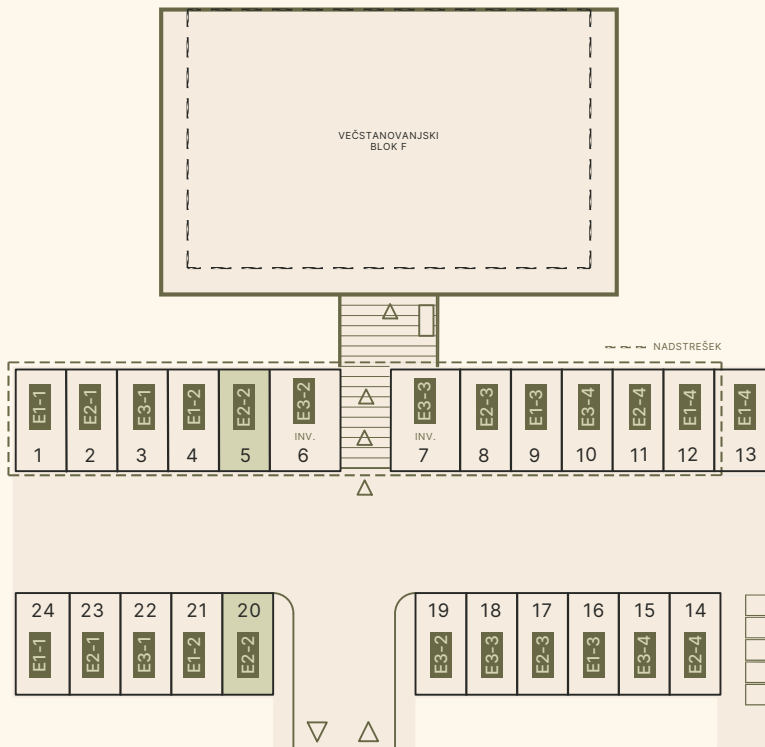 VEČSTANOVANJSKI
BLOK F
NADSTREŠEK
E1-1 E2-1 E3-1 E1-2 E2-2 E3-2 E3-3 E2-3 E1-3 E3-4 E2-4 E1-4 E1-4
INV. INV.
1 2 3 4 5 6 7 8 9 10 11 12 13
24 23 22 21 20 19 18 17 16 15 14
E1-1 E2-1 E3-1 E1-2 E2-2 E3-2 E3-3 E2-3 E1-3 E3-4 E2-4